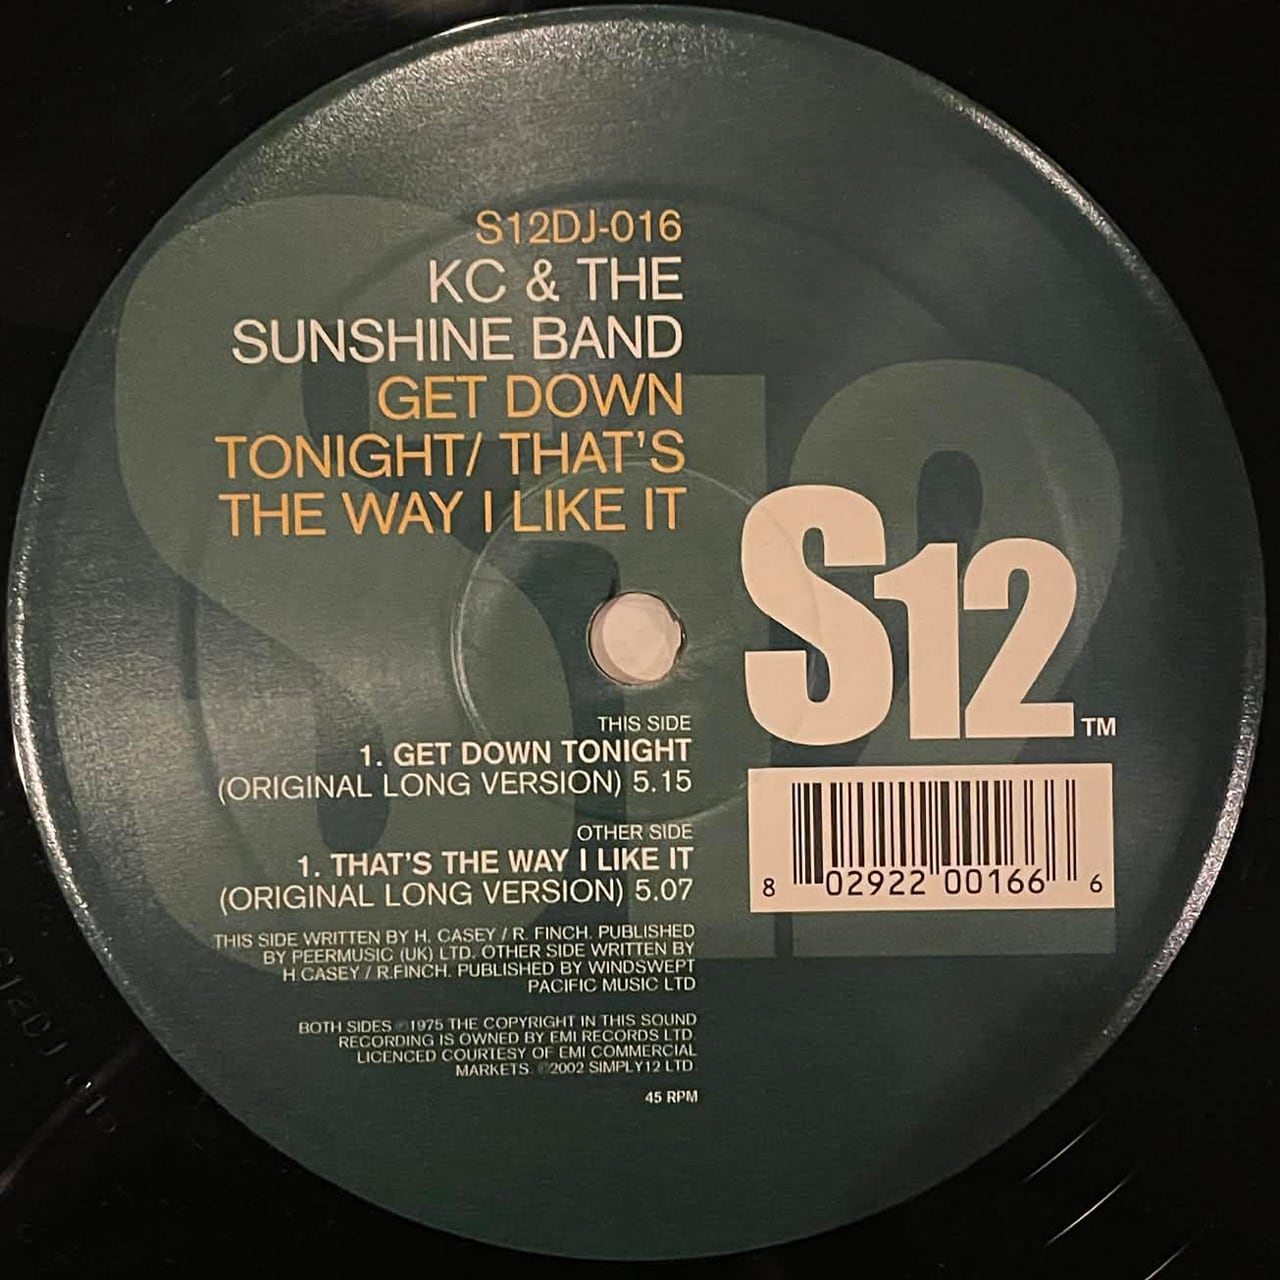 S12DJ-016
KC & THE
SUNSHINE BAND
GET DOWN
TONIGHT/ THAT'S
THE WAY I LIKE IT
S12
TM
THIS SIDE
1. GET DOWN TONIGHT
(ORIGINAL LONG VERSION) 5.15
OTHER SIDE
1. THAT'S THE WAY I LIKE IT
(ORIGINAL LONG VERSION) 5.07
8 02922 00166 6
THIS SIDE WRITTEN BY H. CASEY / R. FINCH. PUBLISHED
BY PEERMUSIC (UK) LTD. OTHER SIDE WRITTEN BY
H.CASEY / R.FINCH. PUBLISHED BY WINDSWEPT
PACIFIC MUSIC LTD
BOTH SIDES ℗1975 THE COPYRIGHT IN THIS SOUND
RECORDING IS OWNED BY EMI RECORDS LTD
LICENCED COURTESY OF EMI COMMERCIAL
MARKETS. ©2002 SIMPLY12 LTD
45 RPM
S12